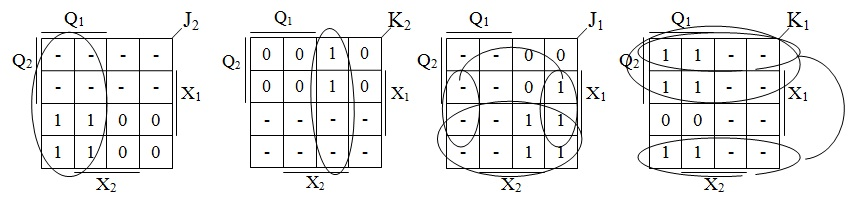 Q1 J2 Q1 K2 Q1 J1 Q1 K1
- - - - 0 0 1 0 - - 0 0 1 1 - -
Q2 Q2 Q2 Q2
- - - - 0 0 1 0 - - 0 1 1 1 - -
X1 X1 X1 X1
1 1 0 0 - - - - - - 1 1 0 0 - -
1 1 0 0 - - - - - - 1 1 1 1 - -
X2 X2 X2 X2